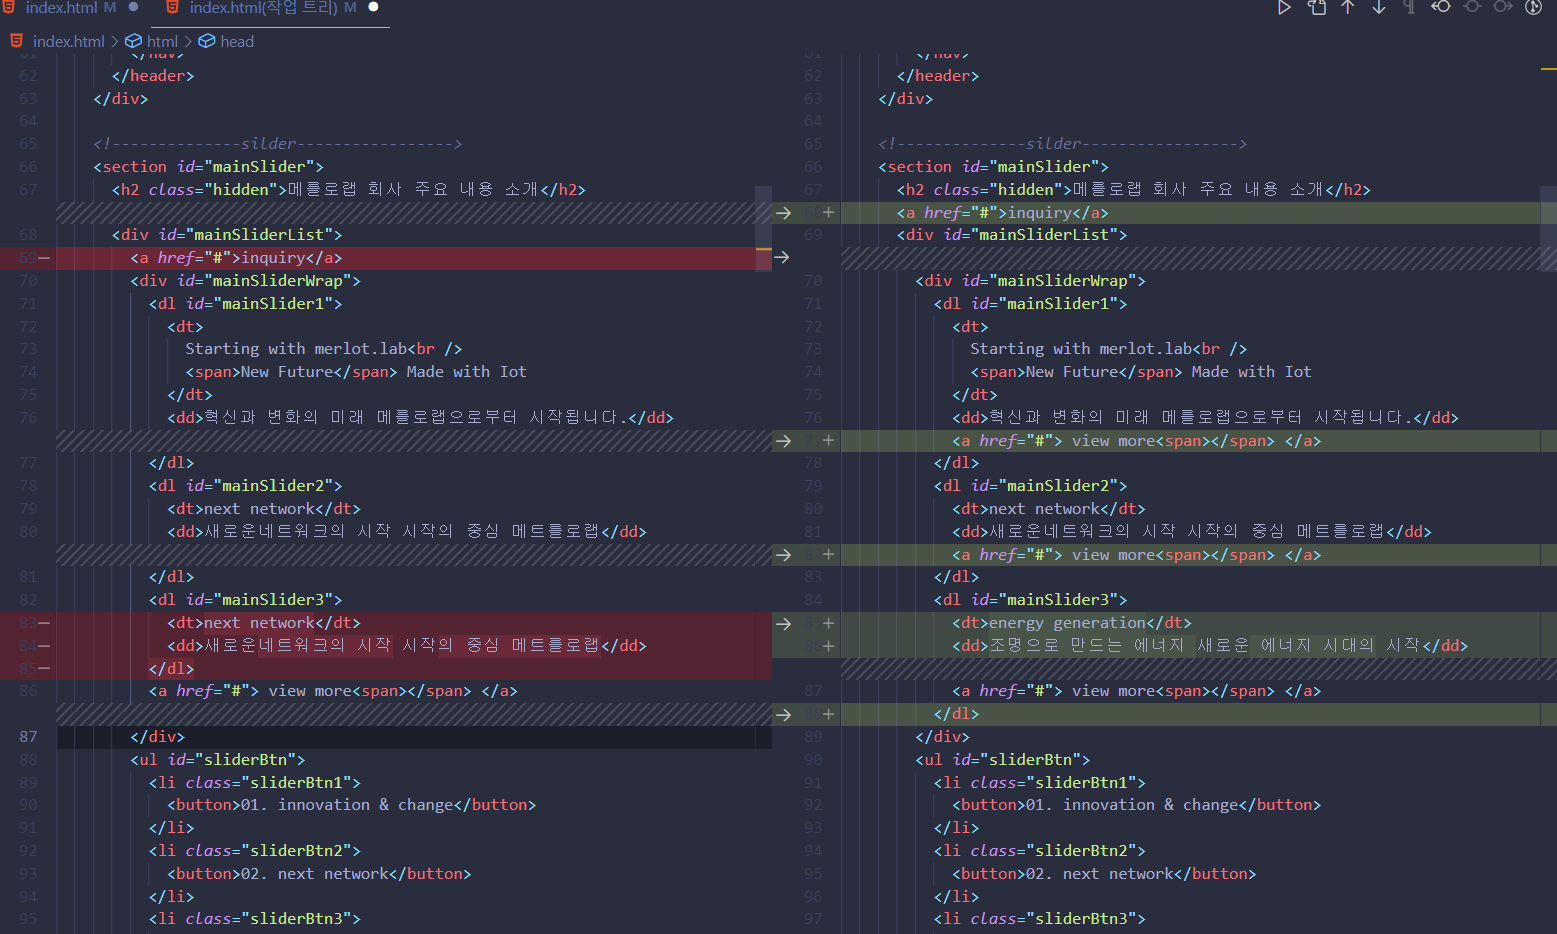 index.html M
index.html(작업 트리) M
index.html > html > head
61 </nav>
62 </header>
63 </div>
64
65 <!--------------silder----------------->
66 <section id="mainSlider">
67 <h2 class="hidden">메를로랩 회사 주요 내용 소개</h2>
68 <div id="mainSliderList">
69 — <a href="#">inquiry</a>
70 <div id="mainSliderWrap">
71 <dl id="mainSlider1">
72 <dt>
73 Starting with merlot.lab<br />
74 <span>New Future</span> Made with Iot
75 </dt>
76 <dd>혁신과 변화의 미래 메를로랩으로부터 시작됩니다.</dd>
77 </dl>
78 <dl id="mainSlider2">
79 <dt>next network</dt>
80 <dd>새로운네트워크의 시작 시작의 중심 메트틀로랩</dd>
81 </dl>
82 <dl id="mainSlider3">
83 — <dt>next network</dt>
84 — <dd>새로운네트워크의 시작 시작의 중심 메트틀로랩</dd>
85 — </dl>
86 <a href="#"> view more<span></span> </a>
87 </div>
88 <ul id="sliderBtn">
89 <li class="sliderBtn1">
90 <button>01. innovation & change</button>
91 </li>
92 <li class="sliderBtn2">
93 <button>02. next network</button>
94 </li>
95 <li class="sliderBtn3">
61 </nav>
62 </header>
63 </div>
64
65 <!--------------silder----------------->
66 <section id="mainSlider">
67 <h2 class="hidden">메를로랩 회사 주요 내용 소개</h2>
68 + <a href="#">inquiry</a>
69 <div id="mainSliderList">
70 <div id="mainSliderWrap">
71 <dl id="mainSlider1">
72 <dt>
73 Starting with merlot.lab<br />
74 <span>New Future</span> Made with Iot
75 </dt>
76 <dd>혁신과 변화의 미래 메를로랩으로부터 시작됩니다.</dd>
77 + <a href="#"> view more<span></span> </a>
78 </dl>
79 <dl id="mainSlider2">
80 <dt>next network</dt>
81 <dd>새로운네트워크의 시작 시작의 중심 메트틀로랩</dd>
82 + <a href="#"> view more<span></span> </a>
83 </dl>
84 <dl id="mainSlider3">
85 + <dt>energy generation</dt>
86 + <dd>조명으로 만드는 에너지 새로운 에너지 시대의 시작</dd>
87 <a href="#"> view more<span></span> </a>
88 + </dl>
89 </div>
90 <ul id="sliderBtn">
91 <li class="sliderBtn1">
92 <button>01. innovation & change</button>
93 </li>
94 <li class="sliderBtn2">
95 <button>02. next network</button>
96 </li>
97 <li class="sliderBtn3">